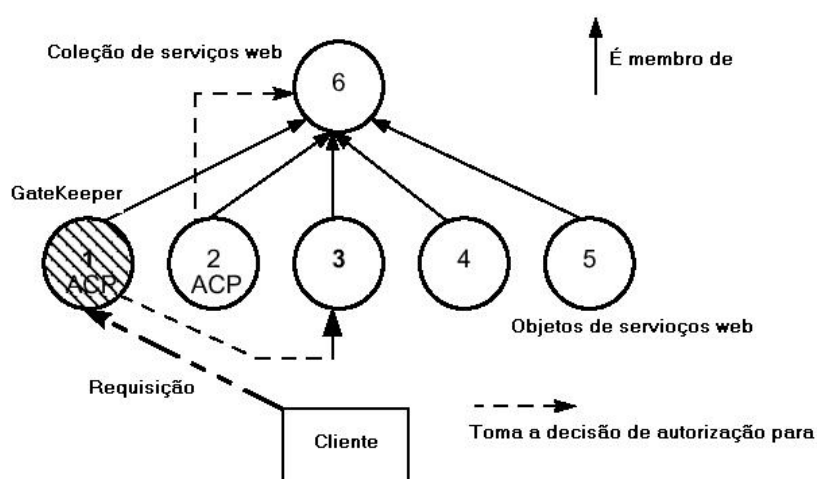 Coleção de serviços web
6
É membro de
GateKeeper
1
ACP
2
ACP
3
4
5
Objetos de servioços web
Requisição
Cliente
Toma a decisão de autorização para